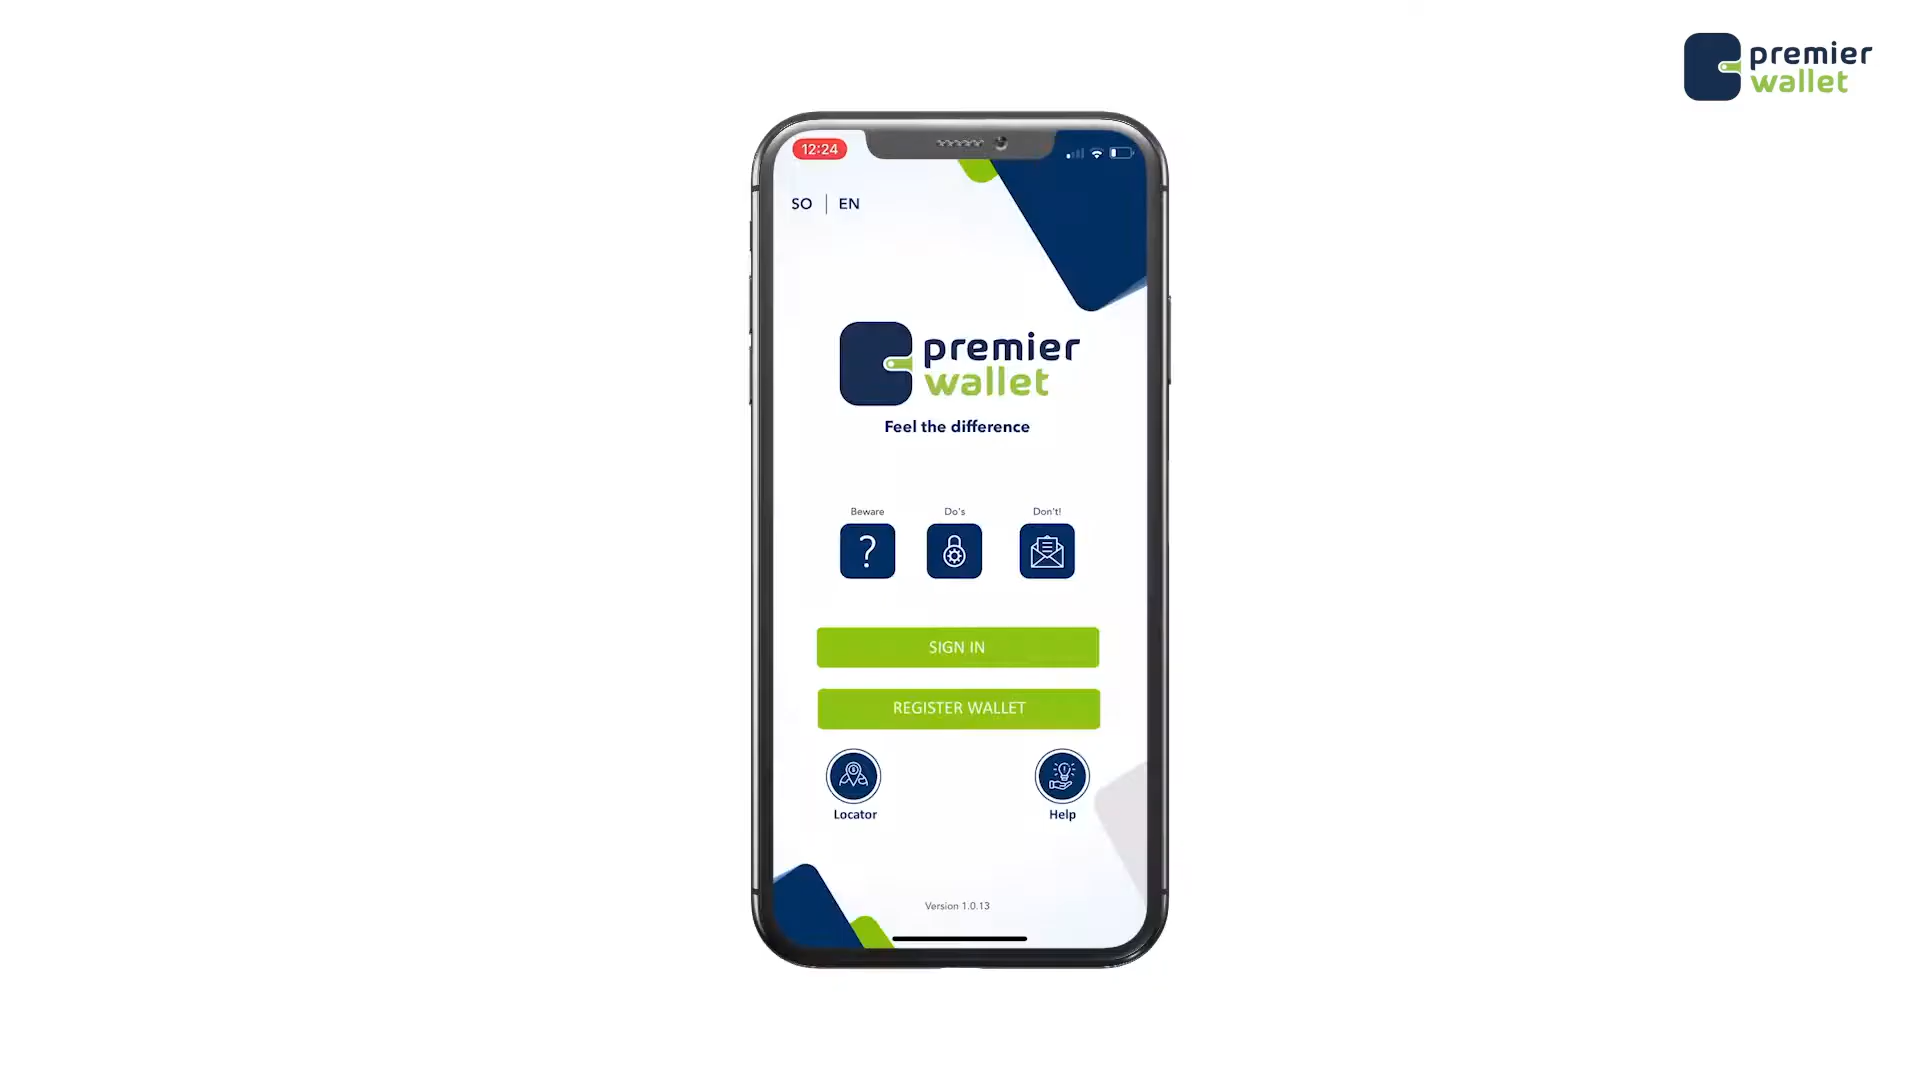 premier
wallet
12:24
SO | EN
premier
wallet
Feel the difference
Beware
Do's
Don't!
?
SIGN IN
REGISTER WALLET
Locator
Help
Version 1.0.13